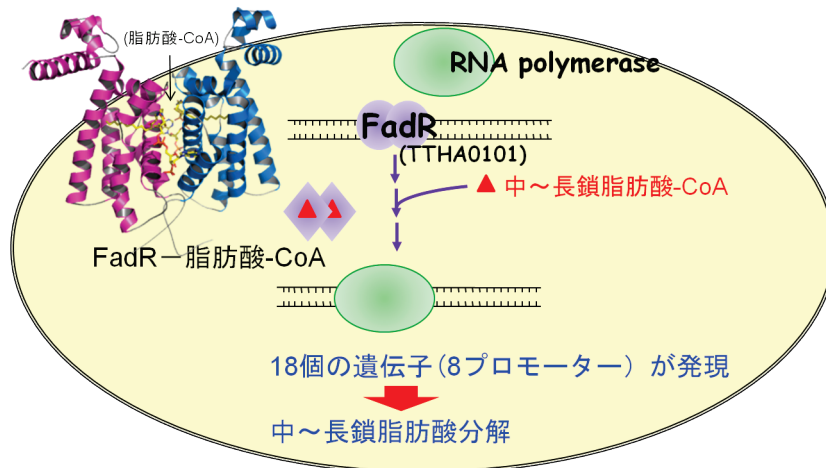 (脂肪酸-CoA)
RNA polymerase
FadR
(TTHA0101)
中～長鎖脂肪酸-CoA
FadR－脂肪酸-CoA
18個の遺伝子（8プロモーター）が発現
中～長鎖脂肪酸分解